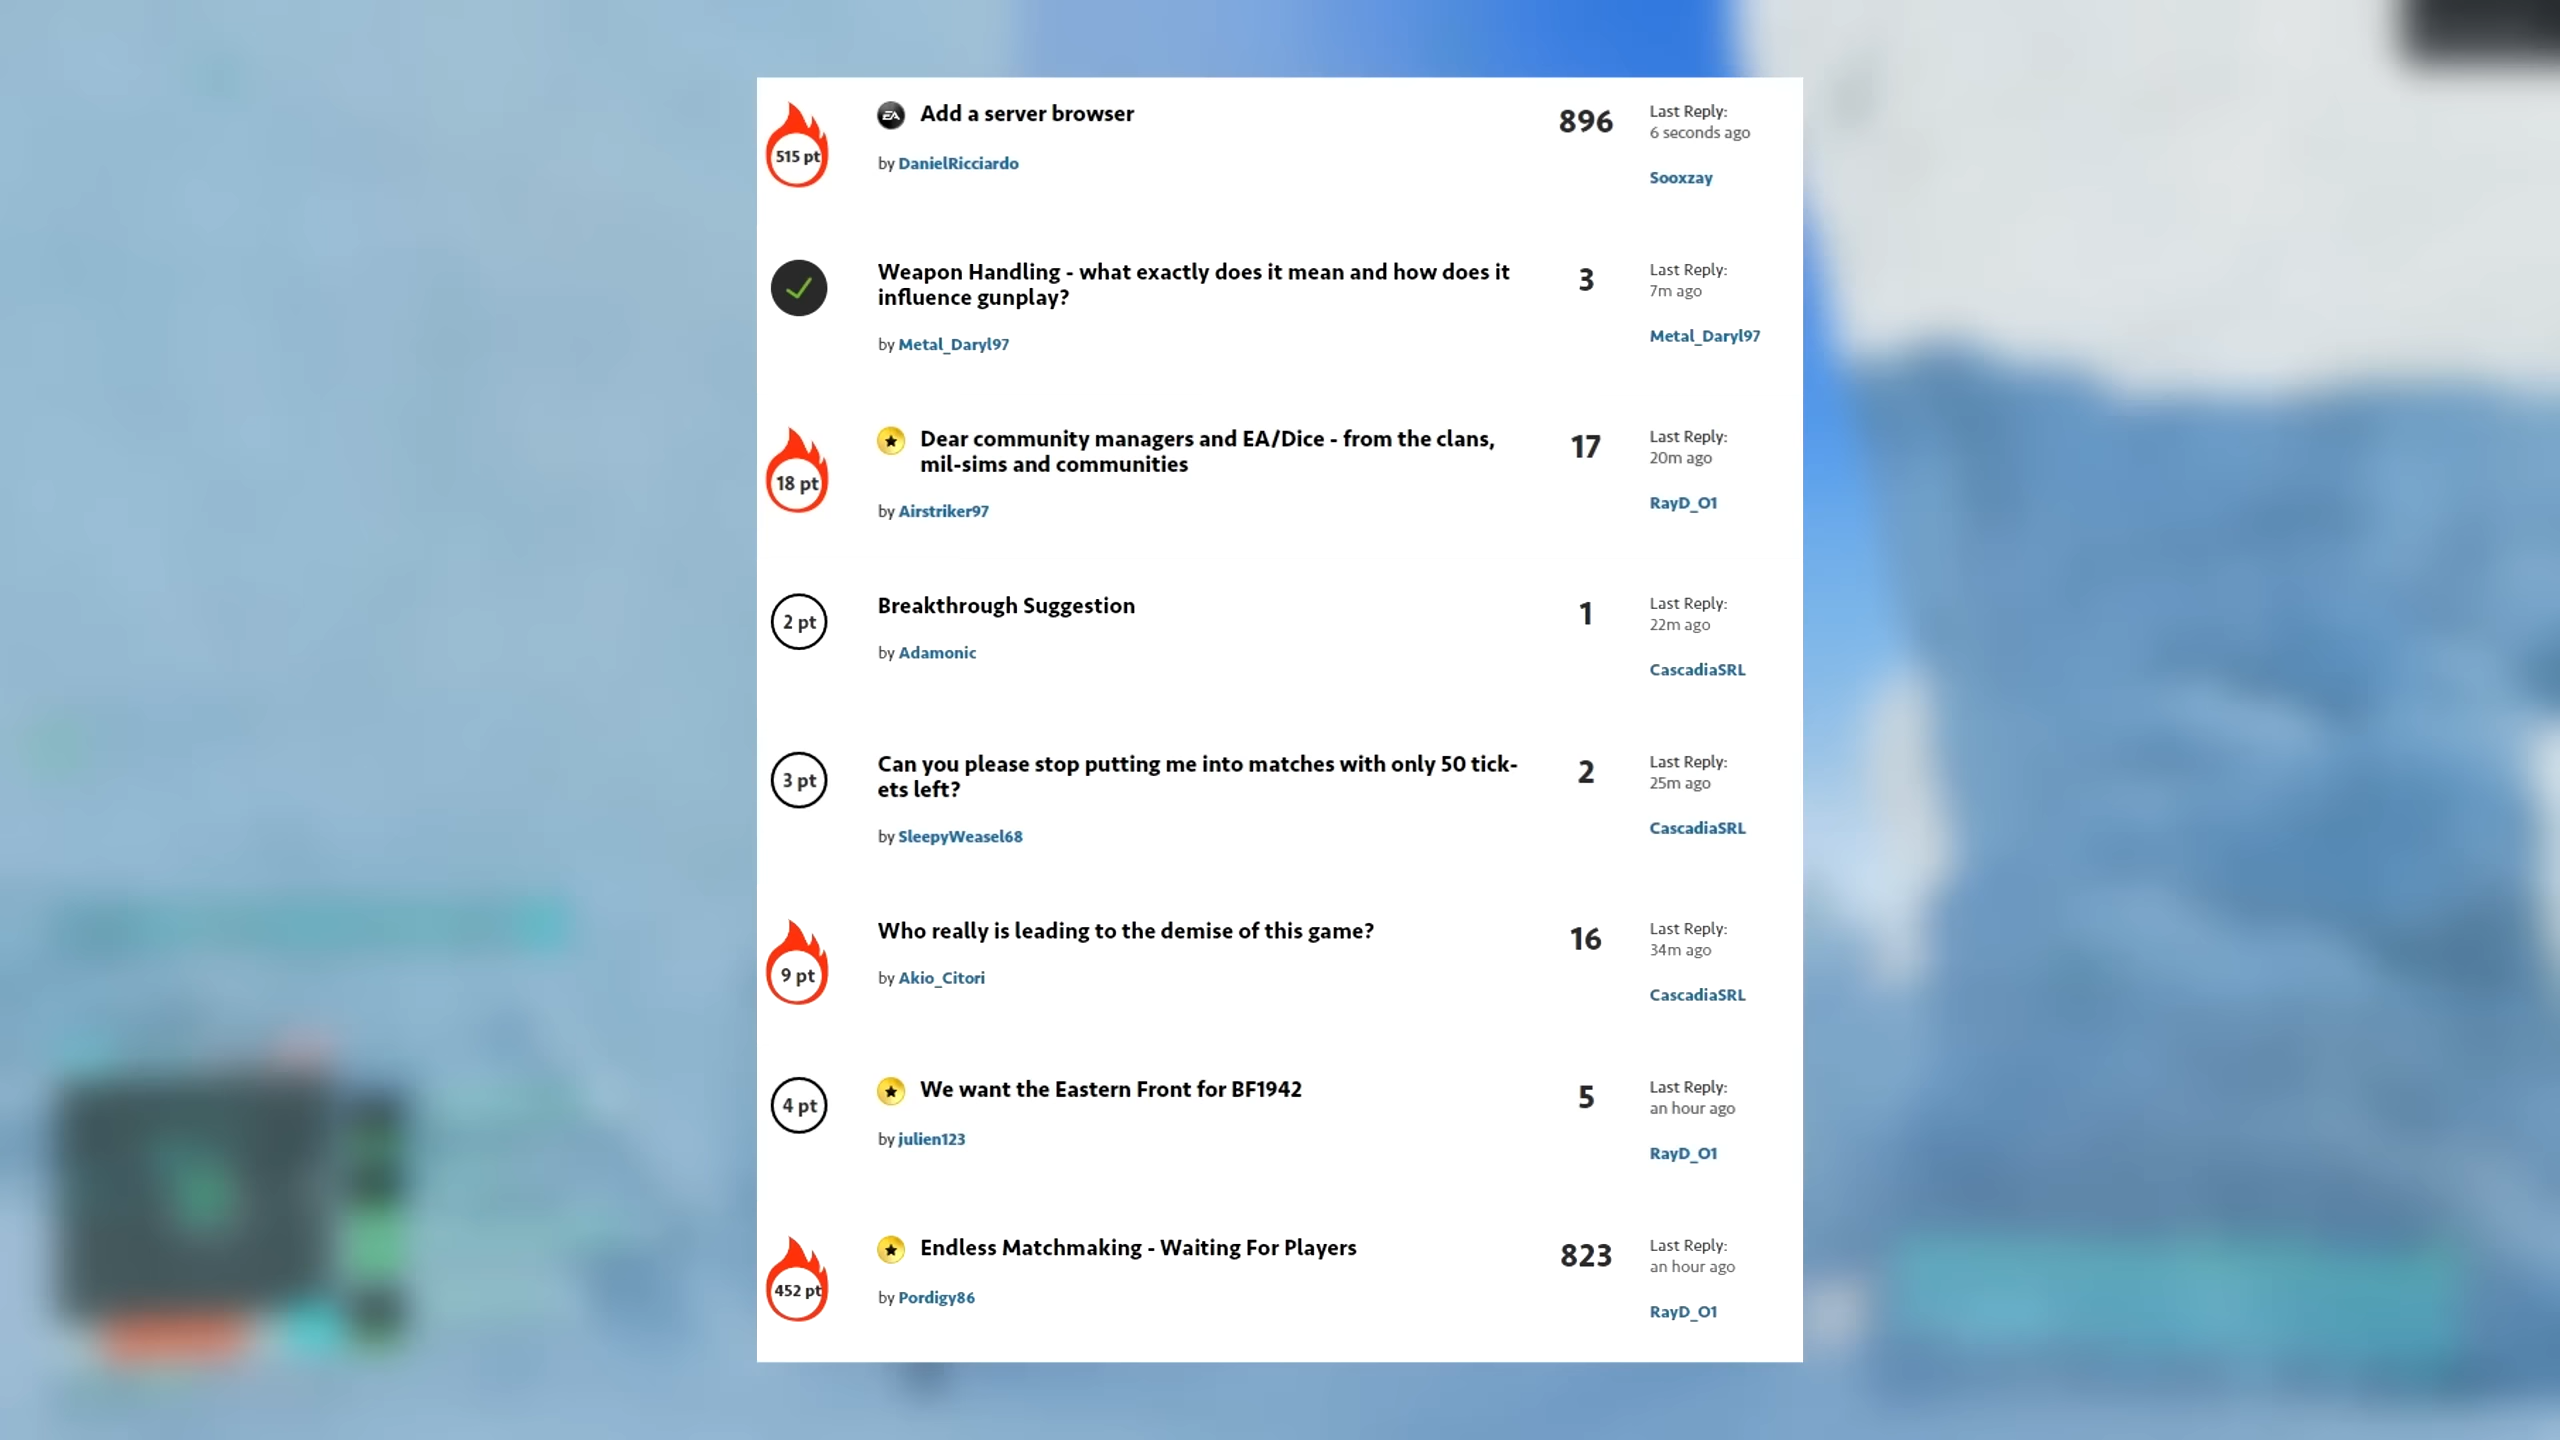 515 pt
EA
Add a server browser
by DanielRicciardo
896
Last Reply:
6 seconds ago
Sooxzay
Weapon Handling - what exactly does it mean and how does it
influence gunplay?
by Metal_Daryl97
3
Last Reply:
7m ago
Metal_Daryl97
18 pt
Dear community managers and EA/Dice - from the clans,
mil-sims and communities
by Airstriker97
17
Last Reply:
20m ago
RayD_O1
2 pt
Breakthrough Suggestion
by Adamonic
1
Last Reply:
22m ago
CascadiaSRL
3 pt
Can you please stop putting me into matches with only 50 tick-
ets left?
by SleepyWeasel68
2
Last Reply:
25m ago
CascadiaSRL
9 pt
Who really is leading to the demise of this game?
by Akio_Citori
16
Last Reply:
34m ago
CascadiaSRL
4 pt
We want the Eastern Front for BF1942
by julien123
5
Last Reply:
an hour ago
RayD_O1
452 pt
Endless Matchmaking - Waiting For Players
by Pordigy86
823
Last Reply:
an hour ago
RayD_O1